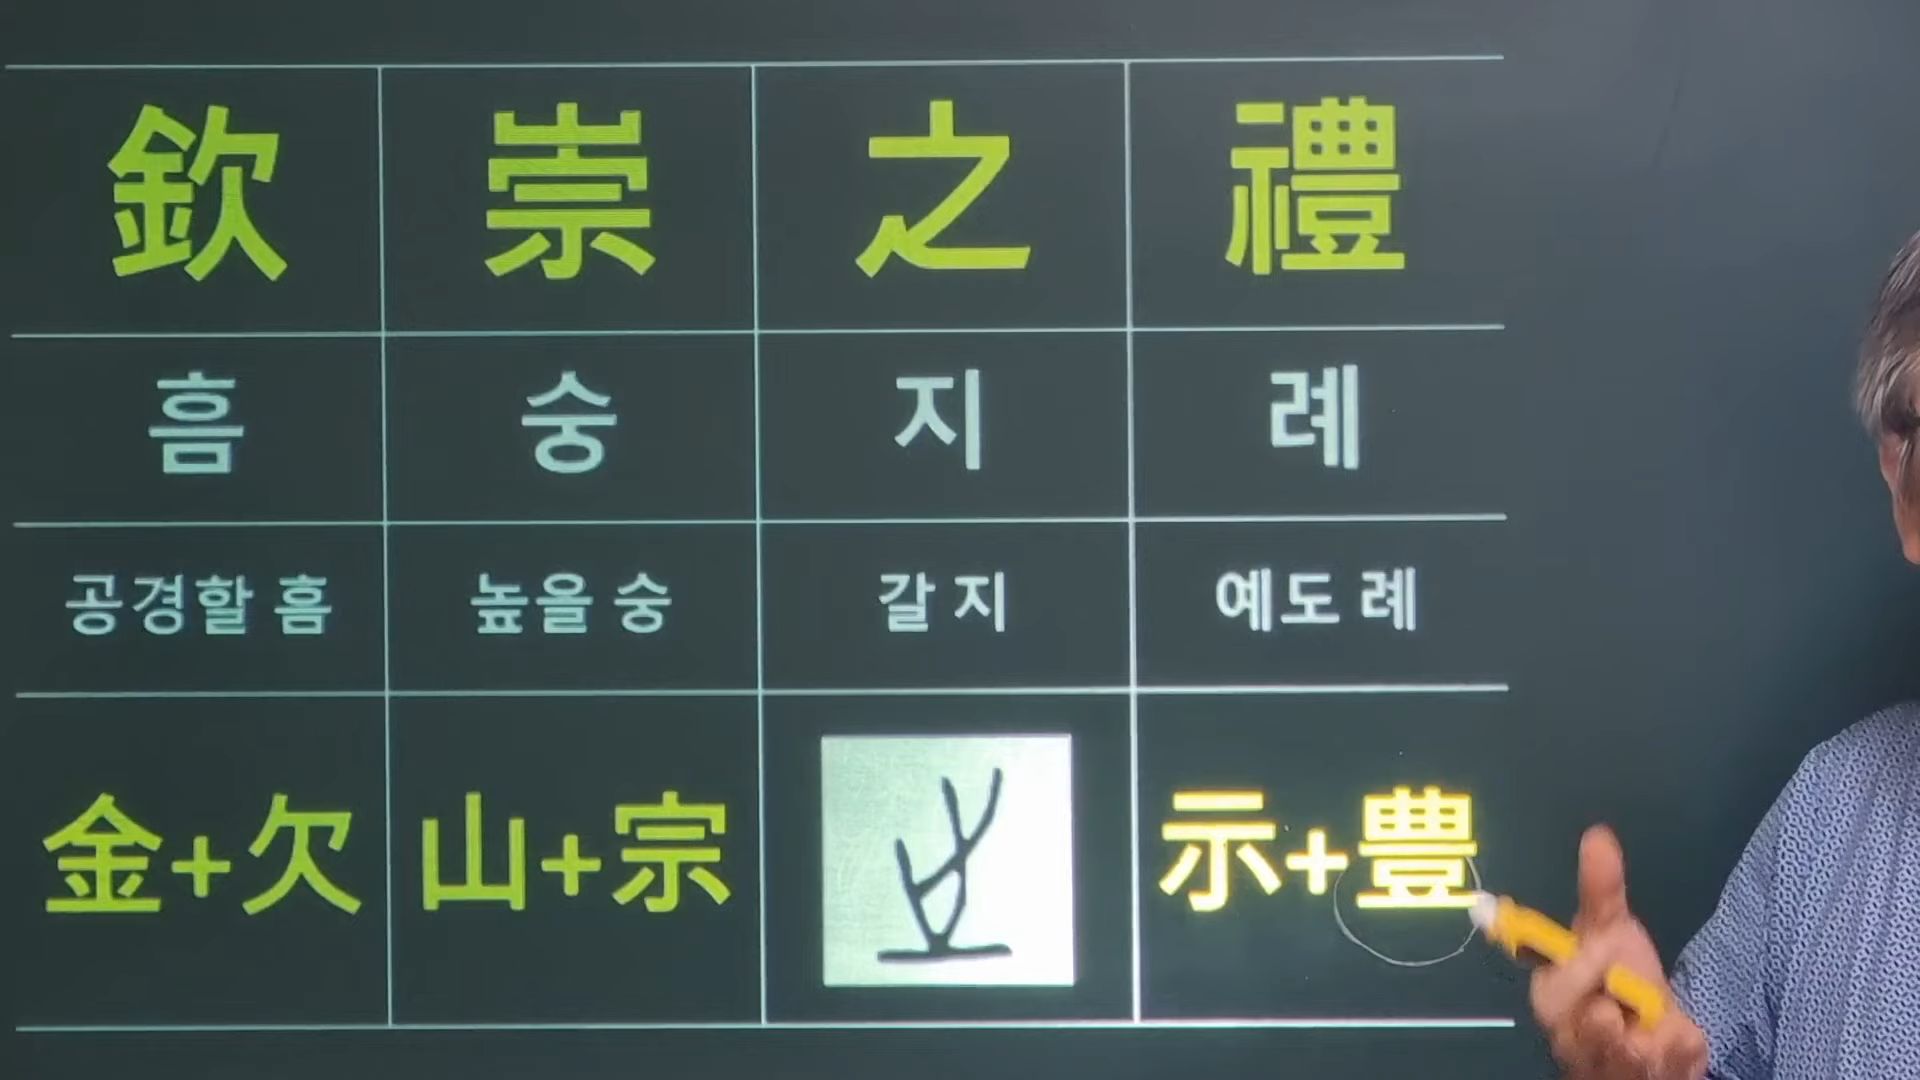 欽 崇 之 禮
흠 숭 지 례
공경할 흠 높을 숭 갈 지 예도 례
金+欠 山+宗 示+豊